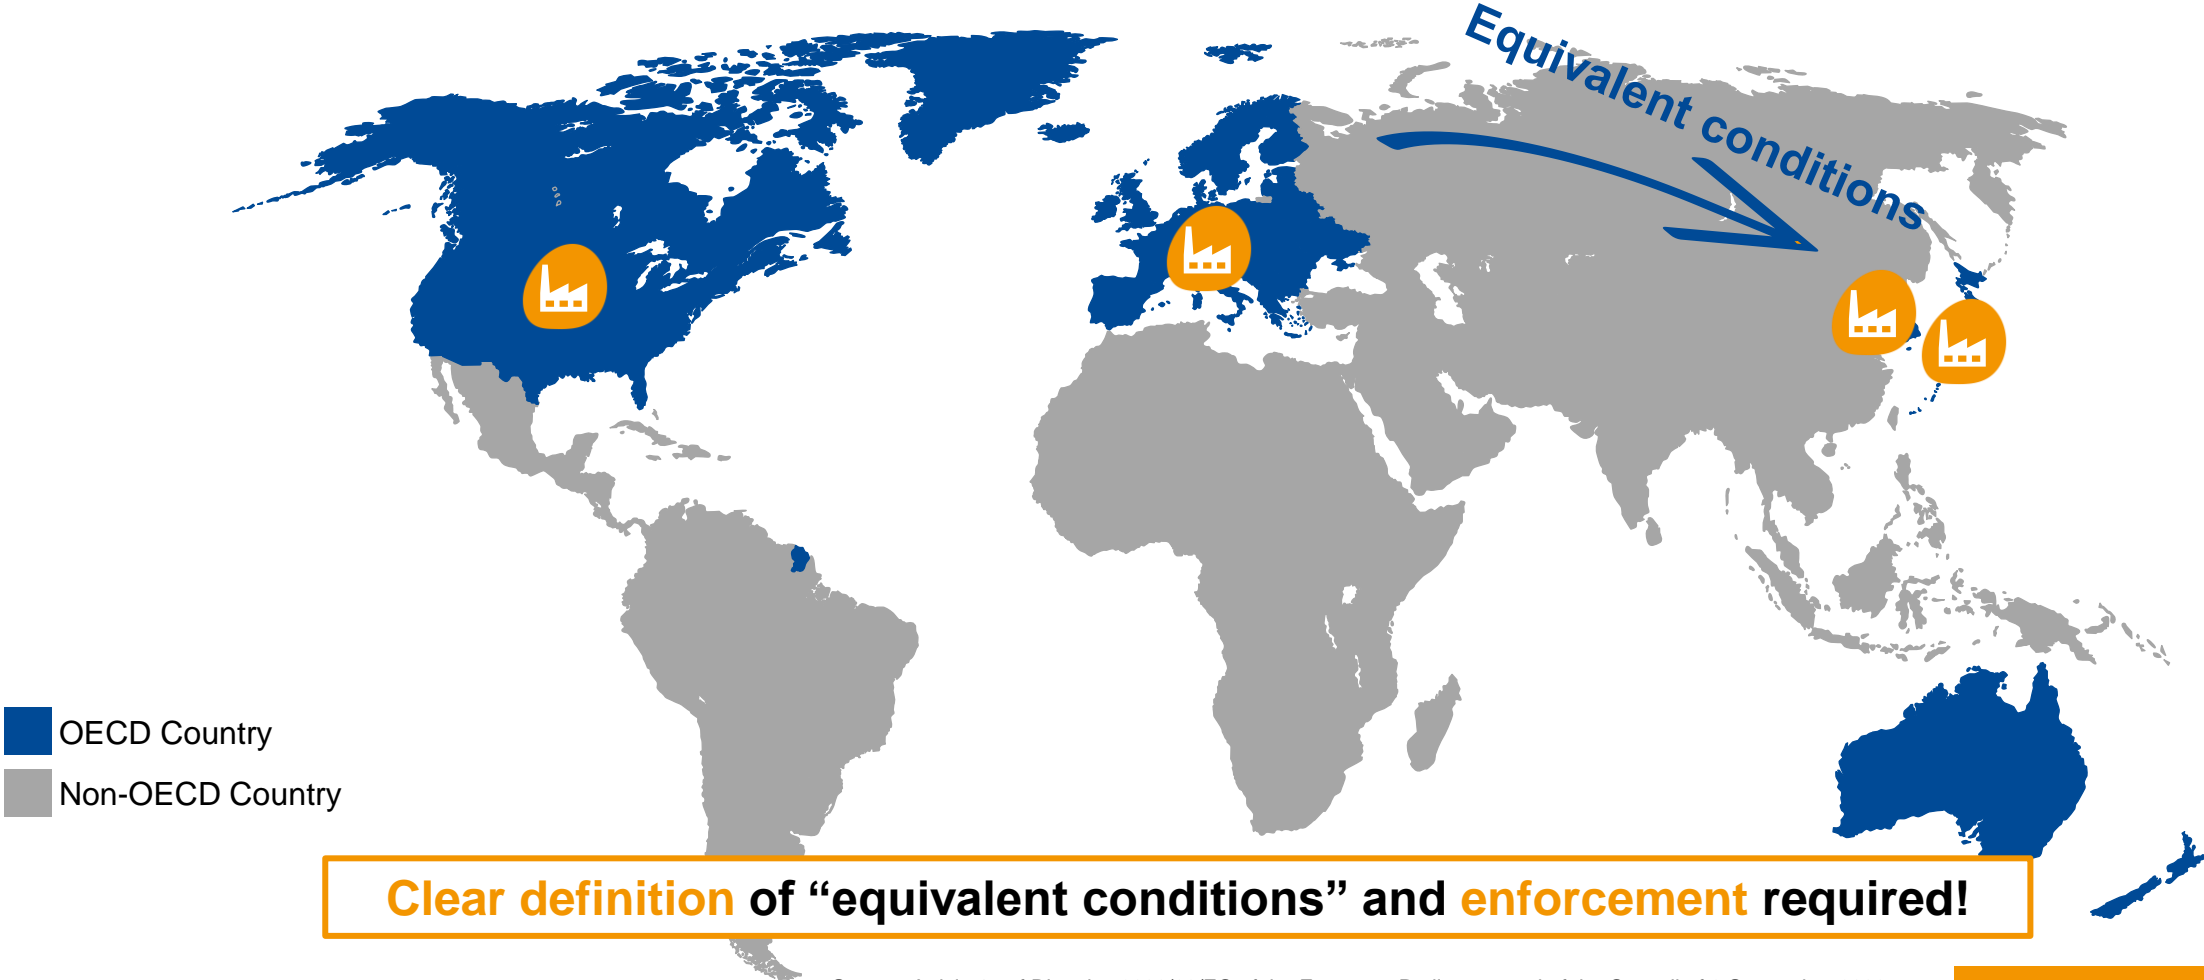 Equivalent conditions
OECD Country
Non-OECD Country
Clear definition of “equivalent conditions” and enforcement required!